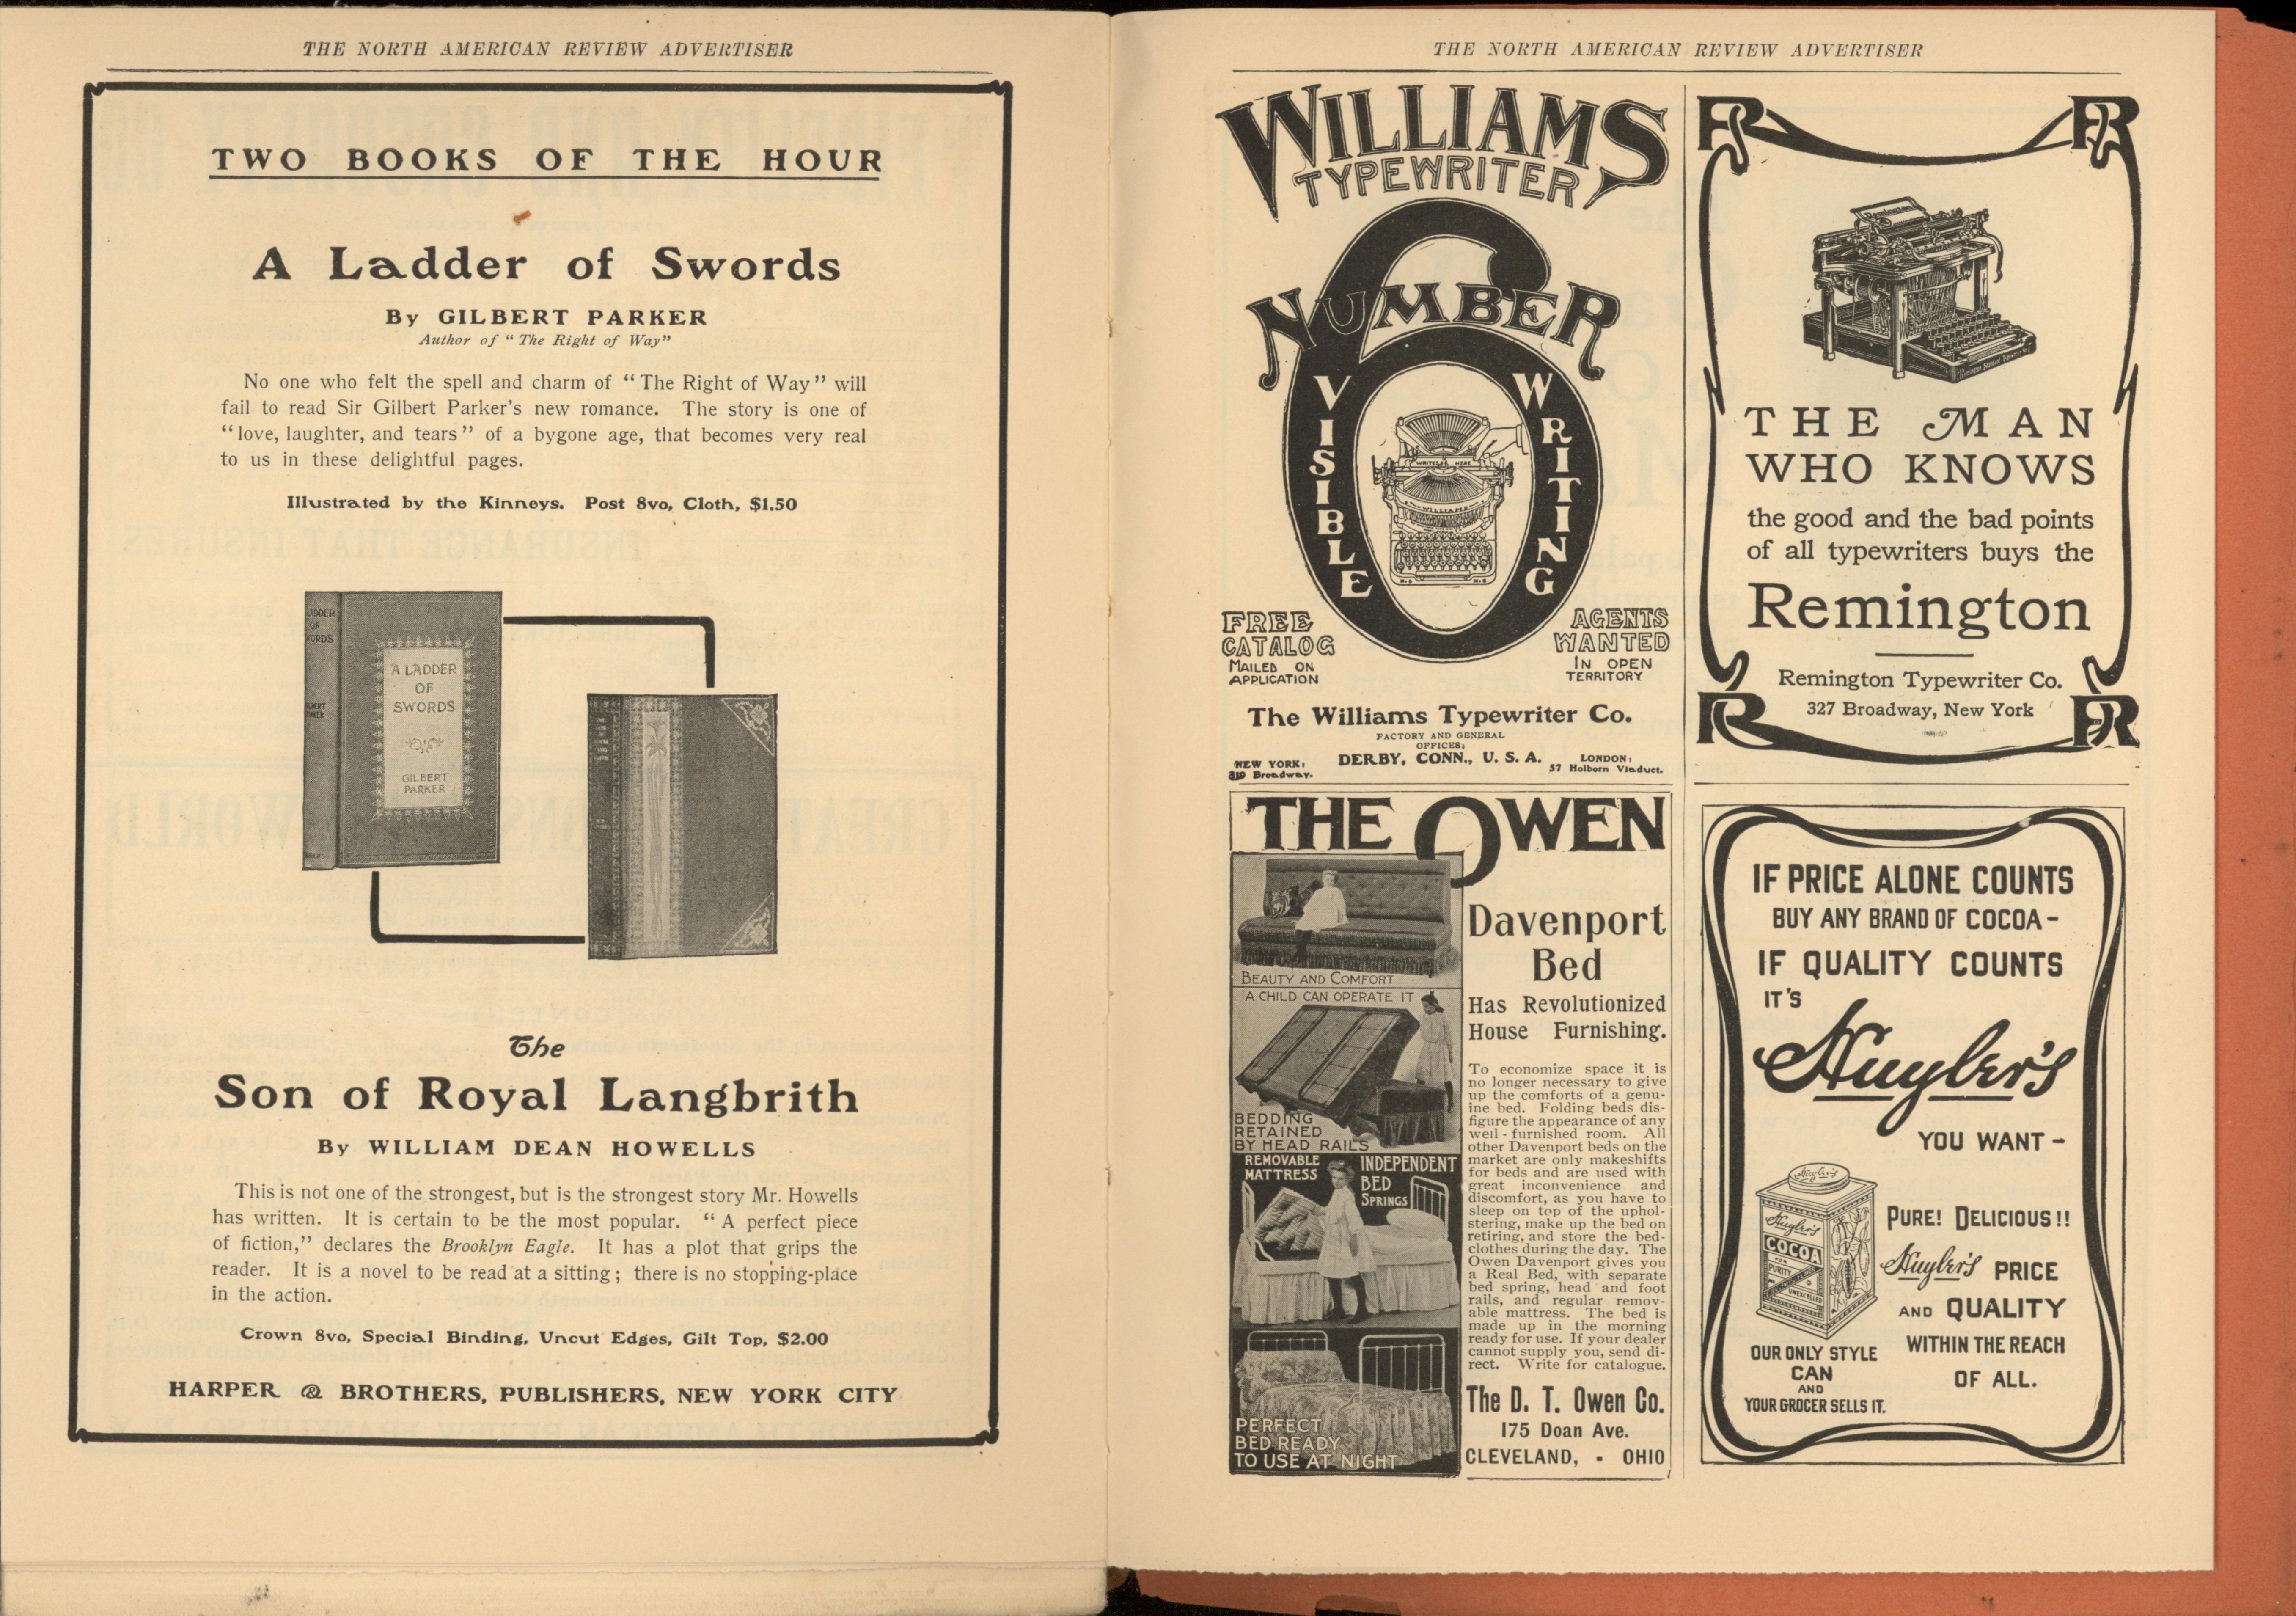 THE NORTH AMERICAN REVIEW ADVERTISER
TWO BOOKS OF THE HOUR
A Ladder of Swords
By GILBERT PARKER
Author of "The Right of Way"
No one who felt the spell and charm of "The Right of Way" will
fail to read Sir Gilbert Parker's new romance. The story is one of
"love, laughter, and tears" of a bygone age, that becomes very real
to us in these delightful pages.
Illustrated by the Kinneys. Post 8vo, Cloth, $1.50
A LADDER
OF
SWORDS
GILBERT
PARKER
The
Son of Royal Langbrith
By WILLIAM DEAN HOWELLS
This is not one of the strongest, but is the strongest story Mr. Howells
has written. It is certain to be the most popular. "A perfect piece
of fiction," declares the Brooklyn Eagle. It has a plot that grips the
reader. It is a novel to be read at a sitting; there is no stopping-place
in the action.
Crown 8vo, Special Binding, Uncut Edges, Gilt Top, $2.00
HARPER & BROTHERS, PUBLISHERS, NEW YORK CITY
THE NORTH AMERICAN REVIEW ADVERTISER
WILLIAMS
TYPEWRITER
NUMBER
6
VISIBLE
WRITING
WRITES HERE
WILLIAMS
No 6 No 6
FREE
CATALOG
MAILED ON
APPLICATION
AGENTS
WANTED
IN OPEN
TERRITORY
The Williams Typewriter Co.
FACTORY AND GENERAL
OFFICES:
DERBY, CONN., U. S. A.
NEW YORK:
310 Broadway.
LONDON:
57 Holborn Viaduct.
R R
Remington
THE MAN
WHO KNOWS
the good and the bad points
of all typewriters buys the
Remington
Remington Typewriter Co.
327 Broadway, New York
R R
THE OWEN
BEAUTY AND COMFORT
A CHILD CAN OPERATE IT
BEDDING
RETAINED
BY HEAD RAILS
REMOVABLE
MATTRESS
INDEPENDENT
BED
SPRINGS
PERFECT
BED READY
TO USE AT NIGHT
Davenport
Bed
Has Revolutionized
House Furnishing.
To economize space it is
no longer necessary to give
up the comforts of a genu-
ine bed. Folding beds dis-
figure the appearance of any
well-furnished room. All
other Davenport beds on the
market are only makeshifts
for beds and are used with
great inconvenience and
discomfort, as you have to
sleep on top of the uphol-
stering, make up the bed on
retiring, and store the bed-
clothes during the day. The
Owen Davenport gives you
a Real Bed, with separate
bed spring, head and foot
rails, and regular remov-
able mattress. The bed is
made up in the morning
ready for use. If your dealer
cannot supply you, send di-
rect. Write for catalogue.
The D. T. Owen Co.
175 Doan Ave.
CLEVELAND, - OHIO
IF PRICE ALONE COUNTS
BUY ANY BRAND OF COCOA-
IF QUALITY COUNTS
IT'S
Huyler's
YOU WANT-
Huyler's
Huyler's
COCOA
PURITY
UNEXCELLED
PURE! DELICIOUS!!
Huyler's PRICE
AND QUALITY
WITHIN THE REACH
OF ALL.
OUR ONLY STYLE
CAN
AND
YOUR GROCER SELLS IT.